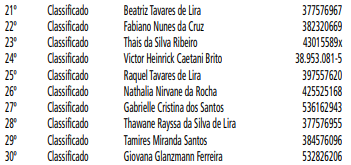 21º Classificado Beatriz Tavares de Lira 377576967
22º Classificado Fabiano Nunes da Cruz 382320669
23º Classificado Thais da Silva Ribeiro 43015589x
24º Classificado Victor Heinrick Caetani Brito 38.953.081-5
25º Classificado Raquel Tavares de Lira 397557620
26º Classificado Nathalia Nirvane da Rocha 425525168
27º Classificado Gabrielle Cristina dos Santos 536162943
28º Classificado Thawane Rayssa da Silva de Lira 377576955
29º Classificado Tamires Miranda Santos 384576096
30º Classificado Giovana Glanzmann Ferreira 532826206